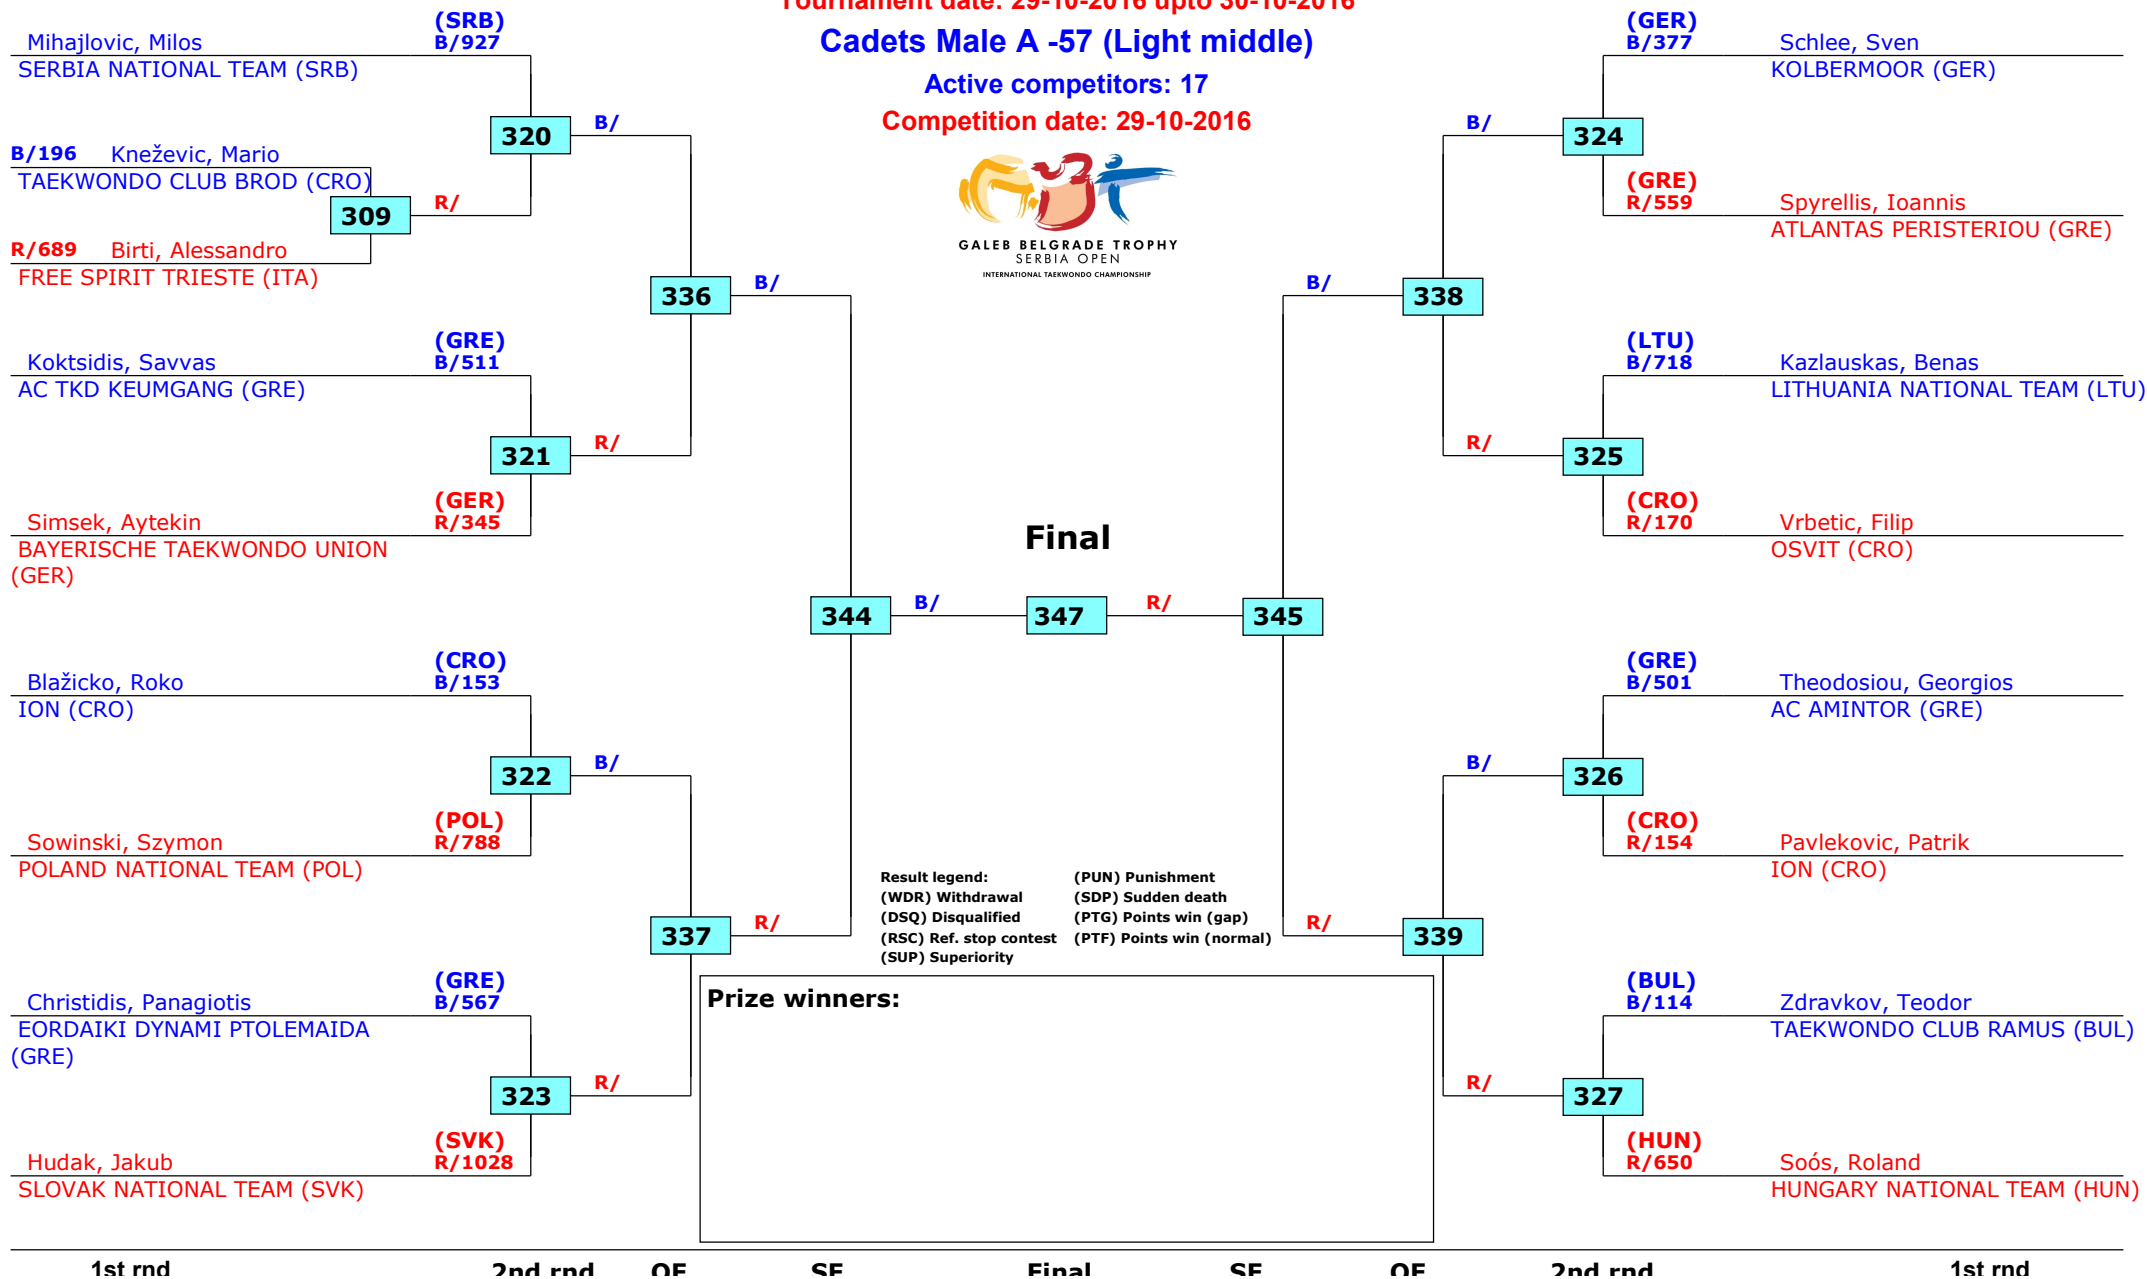 Tournament date: 29-10-2016 upto 30-10-2016
Cadets Male A -57 (Light middle)
Active competitors: 17
Competition date: 29-10-2016
GALEB BELGRADE TROPHY
SERBIA OPEN
INTERNATIONAL TAEKWONDO CHAMPIONSHIP
(SRB)
Mihajlovic, Milos B/927
SERBIA NATIONAL TEAM (SRB)
320 B/
B/196 Kneževic, Mario
TAEKWONDO CLUB BROD (CRO)
309 R/
R/689 Birti, Alessandro
FREE SPIRIT TRIESTE (ITA)
336 B/
(GRE)
Koktsidis, Savvas B/511
AC TKD KEUMGANG (GRE)
321 R/
(GER)
Simsek, Aytekin R/345
BAYERISCHE TAEKWONDO UNION
(GER)
344 B/
(CRO)
Blažicko, Roko B/153
ION (CRO)
322 B/
(POL)
Sowinski, Szymon R/788
POLAND NATIONAL TEAM (POL)
337 R/
(GRE)
Christidis, Panagiotis B/567
EORDAIKI DYNAMI PTOLEMAIDA
(GRE)
323 R/
(SVK)
Hudak, Jakub R/1028
SLOVAK NATIONAL TEAM (SVK)
Final
347
R/ 345
(GER)
B/377 Schlee, Sven
KOLBERMOOR (GER)
B/ 324
(GRE)
R/559 Spyrellis, Ioannis
ATLANTAS PERISTERIOU (GRE)
B/ 338
(LTU)
B/718 Kazlauskas, Benas
LITHUANIA NATIONAL TEAM (LTU)
R/ 325
(CRO)
R/170 Vrbetic, Filip
OSVIT (CRO)
(GRE)
B/501 Theodosiou, Georgios
AC AMINTOR (GRE)
B/ 326
(CRO)
R/154 Pavlekovic, Patrik
ION (CRO)
R/ 339
(BUL)
B/114 Zdravkov, Teodor
TAEKWONDO CLUB RAMUS (BUL)
R/ 327
(HUN)
R/650 Soós, Roland
HUNGARY NATIONAL TEAM (HUN)
Result legend: (PUN) Punishment
(WDR) Withdrawal (SDP) Sudden death
(DSQ) Disqualified (PTG) Points win (gap)
(RSC) Ref. stop contest (PTF) Points win (normal)
(SUP) Superiority
Prize winners:
1st rnd 2nd rnd QF SF Final SF QF 2nd rnd 1st rnd